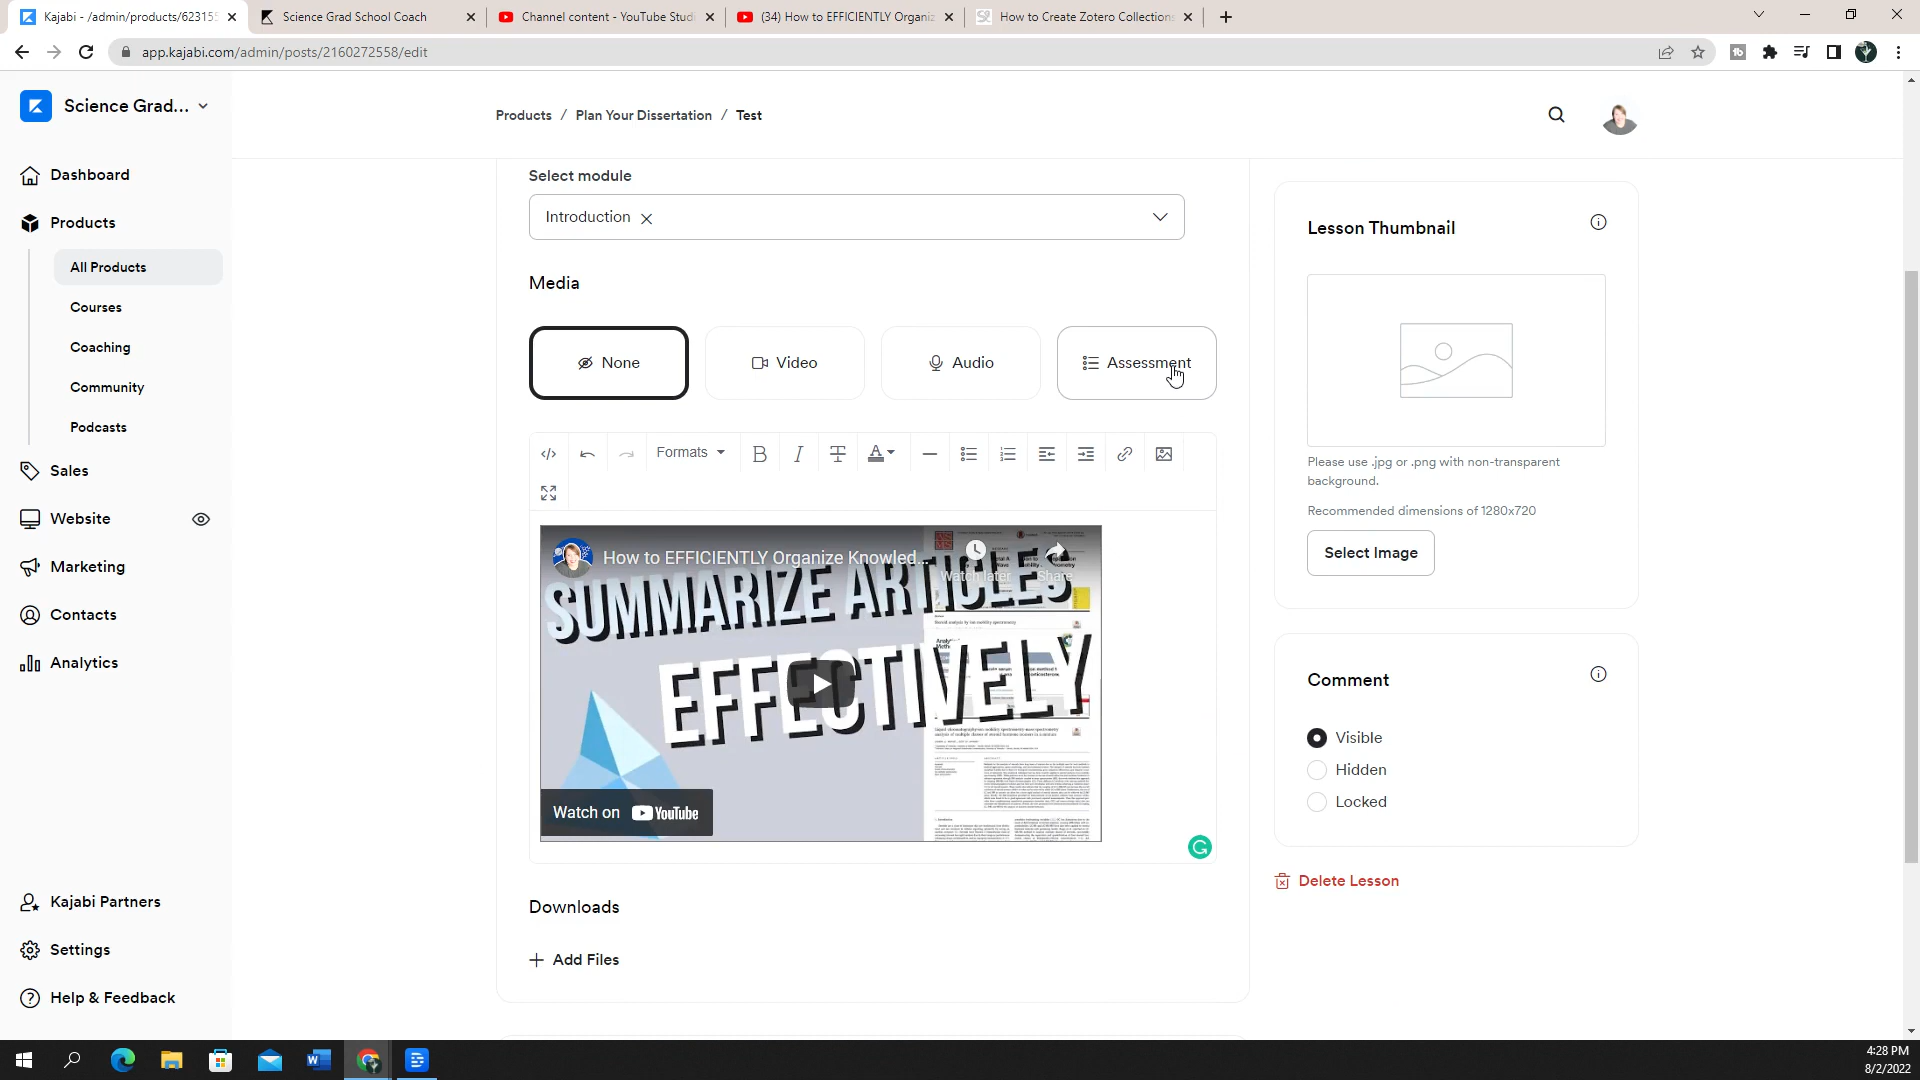 Kajabi - /admin/products/623155
Science Grad School Coach
Channel content - YouTube Studi
(34) How to EFFICIENTLY Organiz
How to Create Zotero Collections
app.kajabi.com/admin/posts/2160272558/edit
Science Grad...
Products / Plan Your Dissertation / Test
Dashboard
Products
All Products
Courses
Coaching
Community
Podcasts
Sales
Website
Marketing
Contacts
Analytics
Kajabi Partners
Settings
Help & Feedback
Select module
Introduction
Media
None
Video
Audio
Assessment
Formats
B
I
A
How to EFFICIENTLY Organize Knowled...
Watch later
Share
SUMMARIZE ARTICLES
EFFECTIVELY
Watch on YouTube
Downloads
Add Files
Lesson Thumbnail
Please use .jpg or .png with non-transparent
background.
Recommended dimensions of 1280x720
Select Image
Comment
Visible
Hidden
Locked
Delete Lesson
4:28 PM
8/2/2022